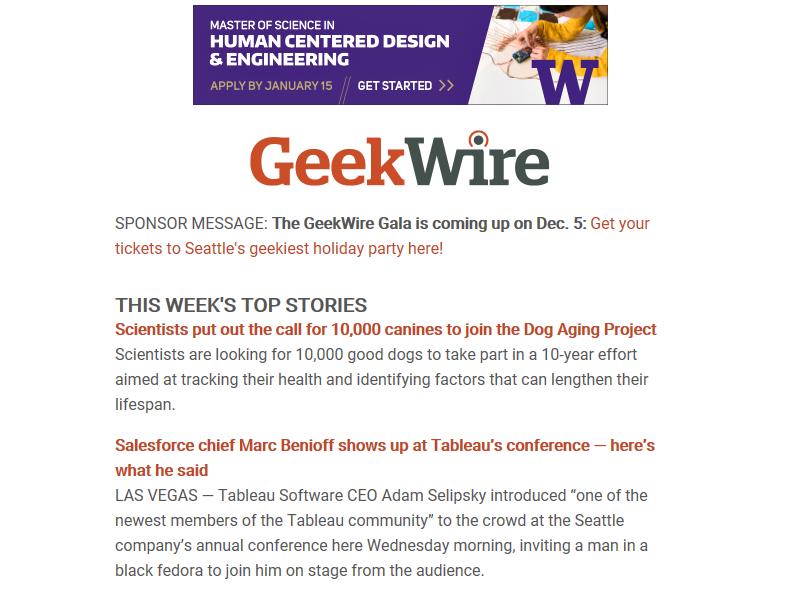 MASTER OF SCIENCE IN
HUMAN CENTERED DESIGN
& ENGINEERING
APPLY BY JANUARY 15 // GET STARTED >>
W
GeekWire
SPONSOR MESSAGE: The GeekWire Gala is coming up on Dec. 5: Get your
tickets to Seattle's geekiest holiday party here!
THIS WEEK'S TOP STORIES
Scientists put out the call for 10,000 canines to join the Dog Aging Project
Scientists are looking for 10,000 good dogs to take part in a 10-year effort
aimed at tracking their health and identifying factors that can lengthen their
lifespan.
Salesforce chief Marc Benioff shows up at Tableau’s conference — here’s
what he said
LAS VEGAS — Tableau Software CEO Adam Selipsky introduced “one of the
newest members of the Tableau community” to the crowd at the Seattle
company’s annual conference here Wednesday morning, inviting a man in a
black fedora to join him on stage from the audience.